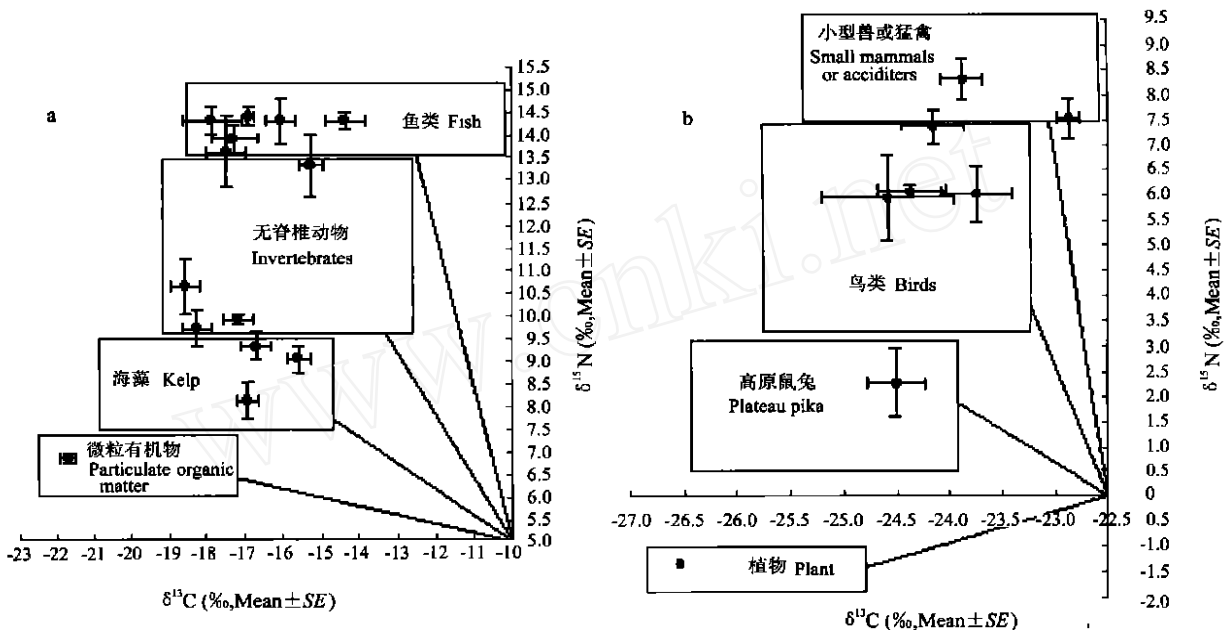 a
鱼类 Fish
无脊椎动物
Invertebrates
海藻 Kelp
微粒有机物
Particulate organic
matter
15.5
15.0
14.5
14.0
13.5
13.0
12.5
12.0
11.5
11.0
10.5
10.0
9.5
9.0
8.5
8.0
7.5
7.0
6.5
6.0
5.5
5.0
δ15 N (‰,Mean±SE)
-23 -22 -21 -20 -19 -18 -17 -16 -15 -14 -13 -12 -11 -10
δ13C (‰,Mean±SE)
b
小型兽或猛禽
Small mammals
or acciditers
鸟类 Birds
高原鼠兔
Plateau pika
植物 Plant
9.5
9.0
8.5
8.0
7.5
7.0
6.5
6.0
5.5
5.0
4.5
4.0
3.5
3.0
2.5
2.0
1.5
1.0
0.5
0
0.5
-1.0
-1.5
-2.0
δ15 N (‰,Mean±SE)
-27.0 -26.5 -25.0 -24.5 -24.0 -23.5 -23.0 -22.5
δ13C (‰,Mean±SE)
www.cnki.net